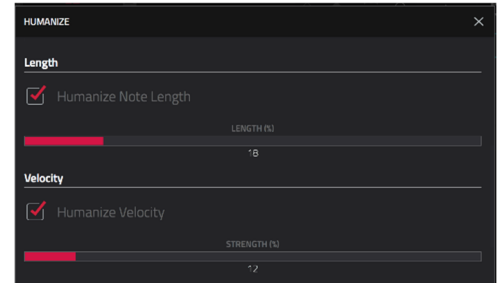 HUMANIZE
Length
Humanize Note Length
LENGTH (%)
18
Velocity
Humanize Velocity
STRENGTH (%)
12